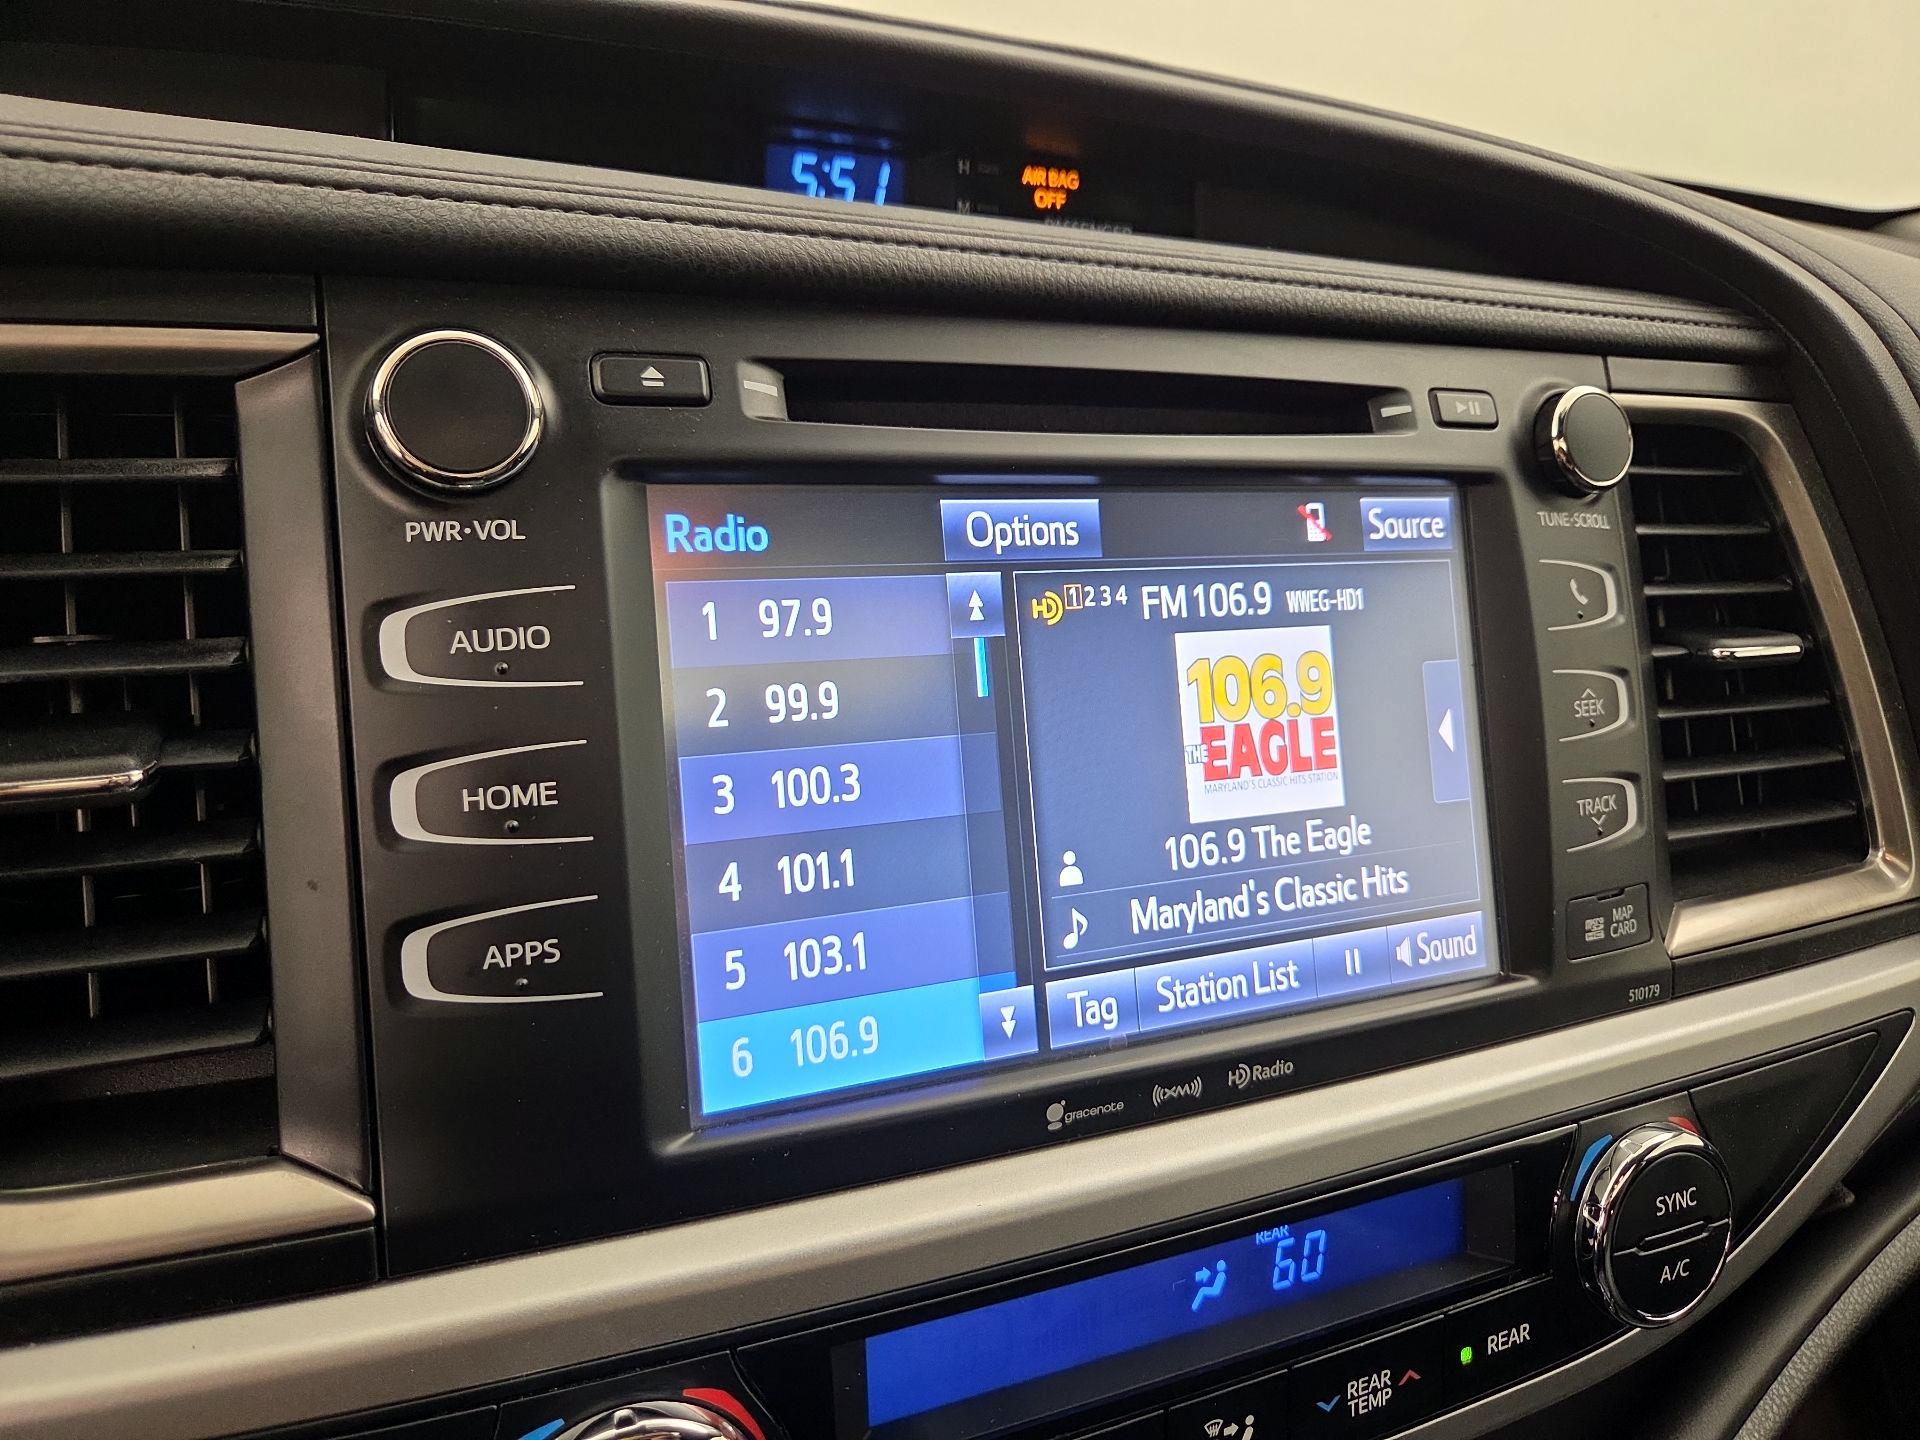 5:51
H
M
AIR BAG
OFF
PASSENGER
PWR·VOL
TUNE·SCROLL
AUDIO
HOME
APPS
Radio
Options
Source
1 97.9
2 99.9
3 100.3
4 101.1
5 103.1
6 106.9
HD 1 2 3 4 FM 106.9 WWEG-HD1
106.9
THE EAGLE
MARYLAND'S CLASSIC HITS STATION
106.9 The Eagle
Maryland's Classic Hits
Tag
Station List
Sound
SEEK
TRACK
MAP
CARD
510179
gracenote
((XM))
HD Radio
REAR
60
SYNC
A/C
REAR
TEMP
REAR